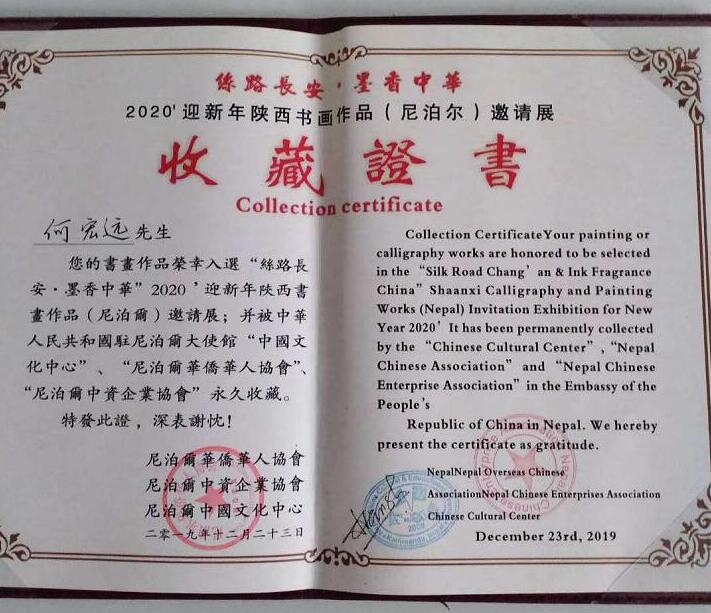 絲路長安·墨香中華
2020'迎新年陕西书画作品（尼泊尔）邀请展
收藏證書
Collection certificate
何宏远先生
您的書畫作品榮幸入選“絲路長
安·墨香中華”2020'迎新年陕西書
畫作品（尼泊爾）邀請展；并被中華
人民共和國駐尼泊爾大使館“中國文
化中心”、“尼泊爾華僑華人協會”、
“尼泊爾中資企業協會”永久收藏。
特發此證，深表謝忱！
尼泊爾華僑華人協會
尼泊爾中資企業協會
尼泊爾中國文化中心
二零一九年十二月二十三日
Collection CertificateYour painting or
calligraphy works are honored to be selected
in the “Silk Road Chang’an & Ink Fragrance
China” Shaanxi Calligraphy and Painting
Works (Nepal) Invitation Exhibition for New
Year 2020’ It has been permanently collected
by the “Chinese Cultural Center”, “Nepal
Chinese Association” and “Nepal Chinese
Enterprise Association” in the Embassy of the
People’s
Republic of China in Nepal. We hereby
present the certificate as gratitude.
NepalNepal Overseas Chinese
AssociationNepal Chinese Enterprises Association
Chinese Cultural Center
December 23rd, 2019